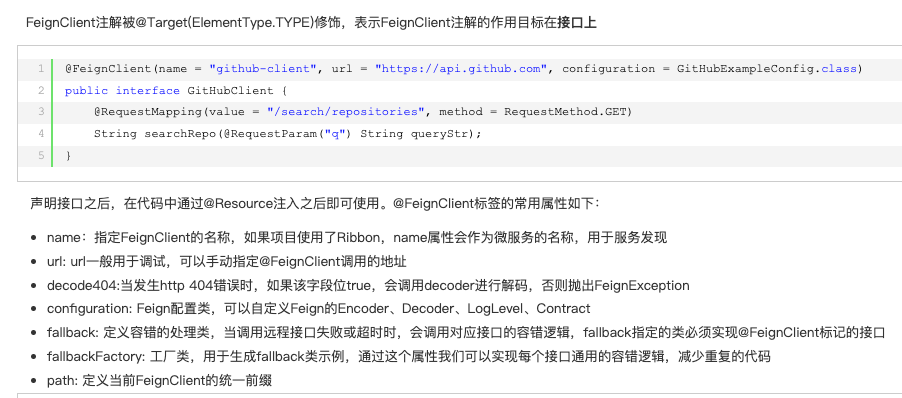 FeignClient注解被@Target(ElementType.TYPE)修饰，表示FeignClient注解的作用目标在接口上
1 @FeignClient(name = "github-client", url = "https://api.github.com", configuration = GitHubExampleConfig.class)
2 public interface GitHubClient {
3     @RequestMapping(value = "/search/repositories", method = RequestMethod.GET)
4     String searchRepo(@RequestParam("q") String queryStr);
5 }
声明接口之后，在代码中通过@Resource注入之后即可使用。@FeignClient标签的常用属性如下：
• name：指定FeignClient的名称，如果项目使用了Ribbon，name属性会作为微服务的名称，用于服务发现
• url: url一般用于调试，可以手动指定@FeignClient调用的地址
• decode404:当发生http 404错误时，如果该字段位true，会调用decoder进行解码，否则抛出FeignException
• configuration: Feign配置类，可以自定义Feign的Encoder、Decoder、LogLevel、Contract
• fallback: 定义容错的处理类，当调用远程接口失败或超时时，会调用对应接口的容错逻辑，fallback指定的类必须实现@FeignClient标记的接口
• fallbackFactory: 工厂类，用于生成fallback类示例，通过这个属性我们可以实现每个接口通用的容错逻辑，减少重复的代码
• path: 定义当前FeignClient的统一前缀